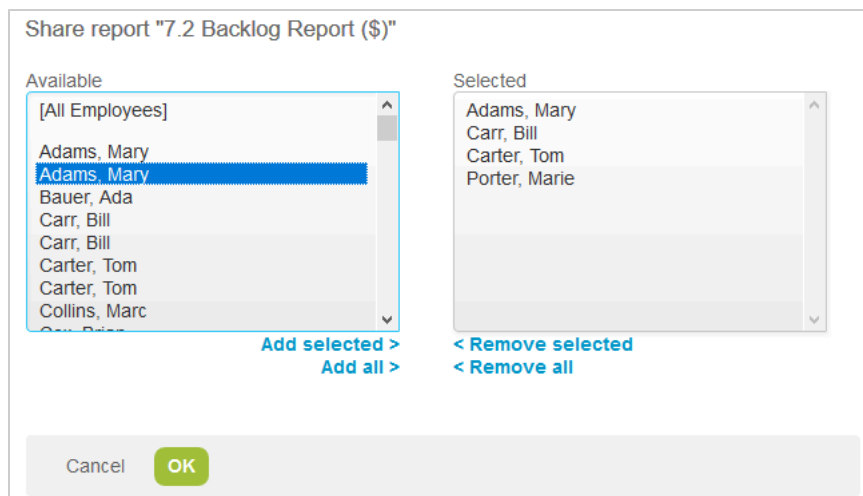 Share report "7.2 Backlog Report ($)"
Available
[All Employees]
Adams, Mary
Adams, Mary
Bauer, Ada
Carr, Bill
Carr, Bill
Carter, Tom
Carter, Tom
Collins, Marc
Add selected >
Add all >
Selected
Adams, Mary
Carr, Bill
Carter, Tom
Porter, Marie
< Remove selected
< Remove all
Cancel
OK